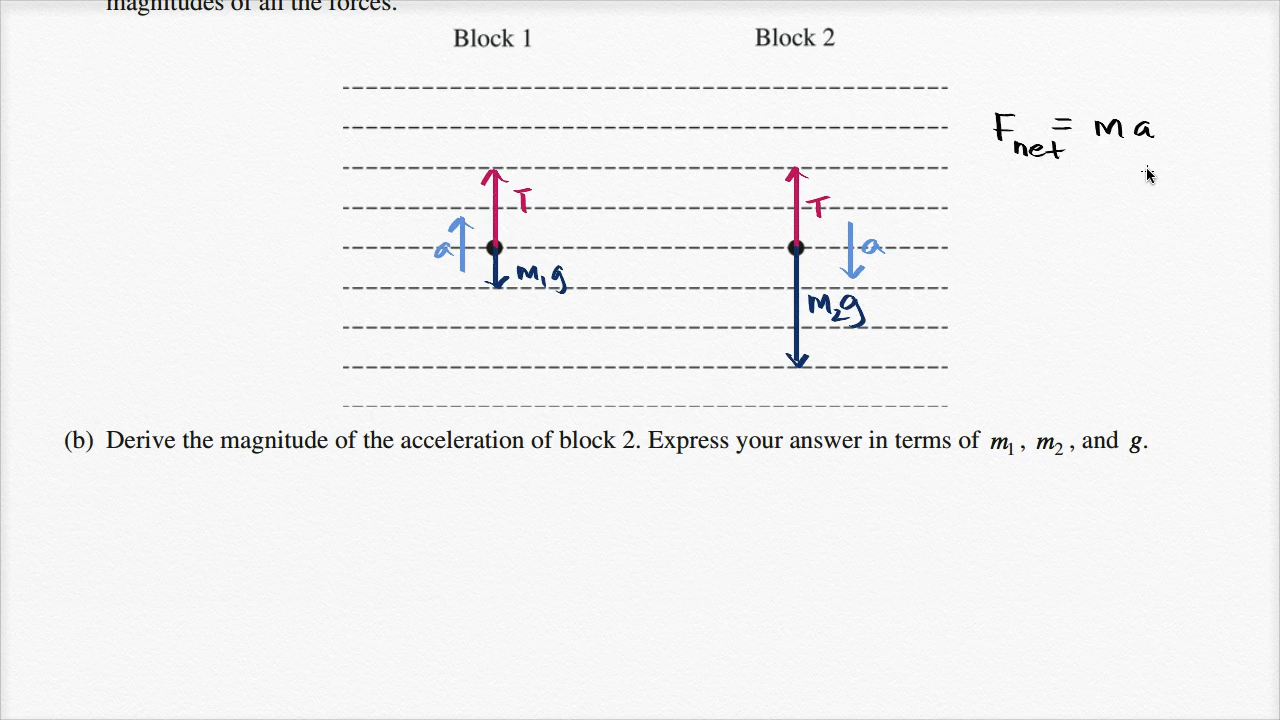 magnitudes of all the forces.
Block 1 Block 2
F net = m a
T T
a a
m₁g
m₂g
(b) Derive the magnitude of the acceleration of block 2. Express your answer in terms of m₁, m₂, and g.